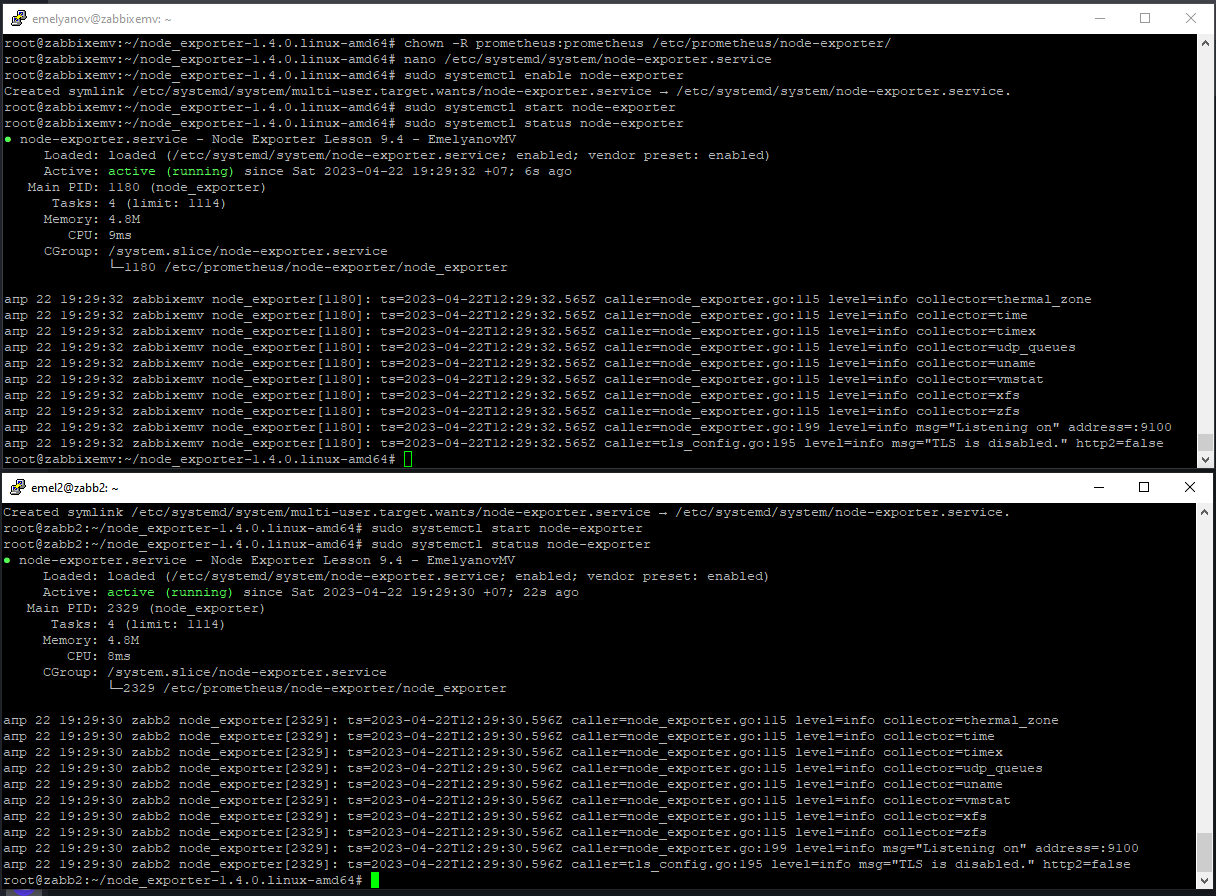 emelyanov@zabbixemv: ~
root@zabbixemv:~/node_exporter-1.4.0.linux-amd64# chown -R prometheus:prometheus /etc/prometheus/node-exporter/
root@zabbixemv:~/node_exporter-1.4.0.linux-amd64# nano /etc/systemd/system/node-exporter.service
root@zabbixemv:~/node_exporter-1.4.0.linux-amd64# sudo systemctl enable node-exporter
Created symlink /etc/systemd/system/multi-user.target.wants/node-exporter.service → /etc/systemd/system/node-exporter.service.
root@zabbixemv:~/node_exporter-1.4.0.linux-amd64# sudo systemctl start node-exporter
root@zabbixemv:~/node_exporter-1.4.0.linux-amd64# sudo systemctl status node-exporter
● node-exporter.service - Node Exporter Lesson 9.4 - EmelyanovMV
Loaded: loaded (/etc/systemd/system/node-exporter.service; enabled; vendor preset: enabled)
Active: active (running) since Sat 2023-04-22 19:29:32 +07; 6s ago
Main PID: 1180 (node_exporter)
Tasks: 4 (limit: 1114)
Memory: 4.8M
CPU: 9ms
CGroup: /system.slice/node-exporter.service
└─1180 /etc/prometheus/node-exporter/node_exporter
апр 22 19:29:32 zabbixemv node_exporter[1180]: ts=2023-04-22T12:29:32.565Z caller=node_exporter.go:115 level=info collector=thermal_zone
апр 22 19:29:32 zabbixemv node_exporter[1180]: ts=2023-04-22T12:29:32.565Z caller=node_exporter.go:115 level=info collector=time
апр 22 19:29:32 zabbixemv node_exporter[1180]: ts=2023-04-22T12:29:32.565Z caller=node_exporter.go:115 level=info collector=timex
апр 22 19:29:32 zabbixemv node_exporter[1180]: ts=2023-04-22T12:29:32.565Z caller=node_exporter.go:115 level=info collector=udp_queues
апр 22 19:29:32 zabbixemv node_exporter[1180]: ts=2023-04-22T12:29:32.565Z caller=node_exporter.go:115 level=info collector=uname
апр 22 19:29:32 zabbixemv node_exporter[1180]: ts=2023-04-22T12:29:32.565Z caller=node_exporter.go:115 level=info collector=vmstat
апр 22 19:29:32 zabbixemv node_exporter[1180]: ts=2023-04-22T12:29:32.565Z caller=node_exporter.go:115 level=info collector=xfs
апр 22 19:29:32 zabbixemv node_exporter[1180]: ts=2023-04-22T12:29:32.565Z caller=node_exporter.go:115 level=info collector=zfs
апр 22 19:29:32 zabbixemv node_exporter[1180]: ts=2023-04-22T12:29:32.565Z caller=node_exporter.go:199 level=info msg="Listening on" address=:9100
апр 22 19:29:32 zabbixemv node_exporter[1180]: ts=2023-04-22T12:29:32.565Z caller=tls_config.go:195 level=info msg="TLS is disabled." http2=false
root@zabbixemv:~/node_exporter-1.4.0.linux-amd64#
emel2@zabb2: ~
Created symlink /etc/systemd/system/multi-user.target.wants/node-exporter.service → /etc/systemd/system/node-exporter.service.
root@zabb2:~/node_exporter-1.4.0.linux-amd64# sudo systemctl start node-exporter
root@zabb2:~/node_exporter-1.4.0.linux-amd64# sudo systemctl status node-exporter
● node-exporter.service - Node Exporter Lesson 9.4 - EmelyanovMV
Loaded: loaded (/etc/systemd/system/node-exporter.service; enabled; vendor preset: enabled)
Active: active (running) since Sat 2023-04-22 19:29:30 +07; 22s ago
Main PID: 2329 (node_exporter)
Tasks: 4 (limit: 1114)
Memory: 4.8M
CPU: 8ms
CGroup: /system.slice/node-exporter.service
└─2329 /etc/prometheus/node-exporter/node_exporter
апр 22 19:29:30 zabb2 node_exporter[2329]: ts=2023-04-22T12:29:30.596Z caller=node_exporter.go:115 level=info collector=thermal_zone
апр 22 19:29:30 zabb2 node_exporter[2329]: ts=2023-04-22T12:29:30.596Z caller=node_exporter.go:115 level=info collector=time
апр 22 19:29:30 zabb2 node_exporter[2329]: ts=2023-04-22T12:29:30.596Z caller=node_exporter.go:115 level=info collector=timex
апр 22 19:29:30 zabb2 node_exporter[2329]: ts=2023-04-22T12:29:30.596Z caller=node_exporter.go:115 level=info collector=udp_queues
апр 22 19:29:30 zabb2 node_exporter[2329]: ts=2023-04-22T12:29:30.596Z caller=node_exporter.go:115 level=info collector=uname
апр 22 19:29:30 zabb2 node_exporter[2329]: ts=2023-04-22T12:29:30.596Z caller=node_exporter.go:115 level=info collector=vmstat
апр 22 19:29:30 zabb2 node_exporter[2329]: ts=2023-04-22T12:29:30.596Z caller=node_exporter.go:115 level=info collector=xfs
апр 22 19:29:30 zabb2 node_exporter[2329]: ts=2023-04-22T12:29:30.596Z caller=node_exporter.go:115 level=info collector=zfs
апр 22 19:29:30 zabb2 node_exporter[2329]: ts=2023-04-22T12:29:30.596Z caller=node_exporter.go:199 level=info msg="Listening on" address=:9100
апр 22 19:29:30 zabb2 node_exporter[2329]: ts=2023-04-22T12:29:30.596Z caller=tls_config.go:195 level=info msg="TLS is disabled." http2=false
root@zabb2:~/node_exporter-1.4.0.linux-amd64#